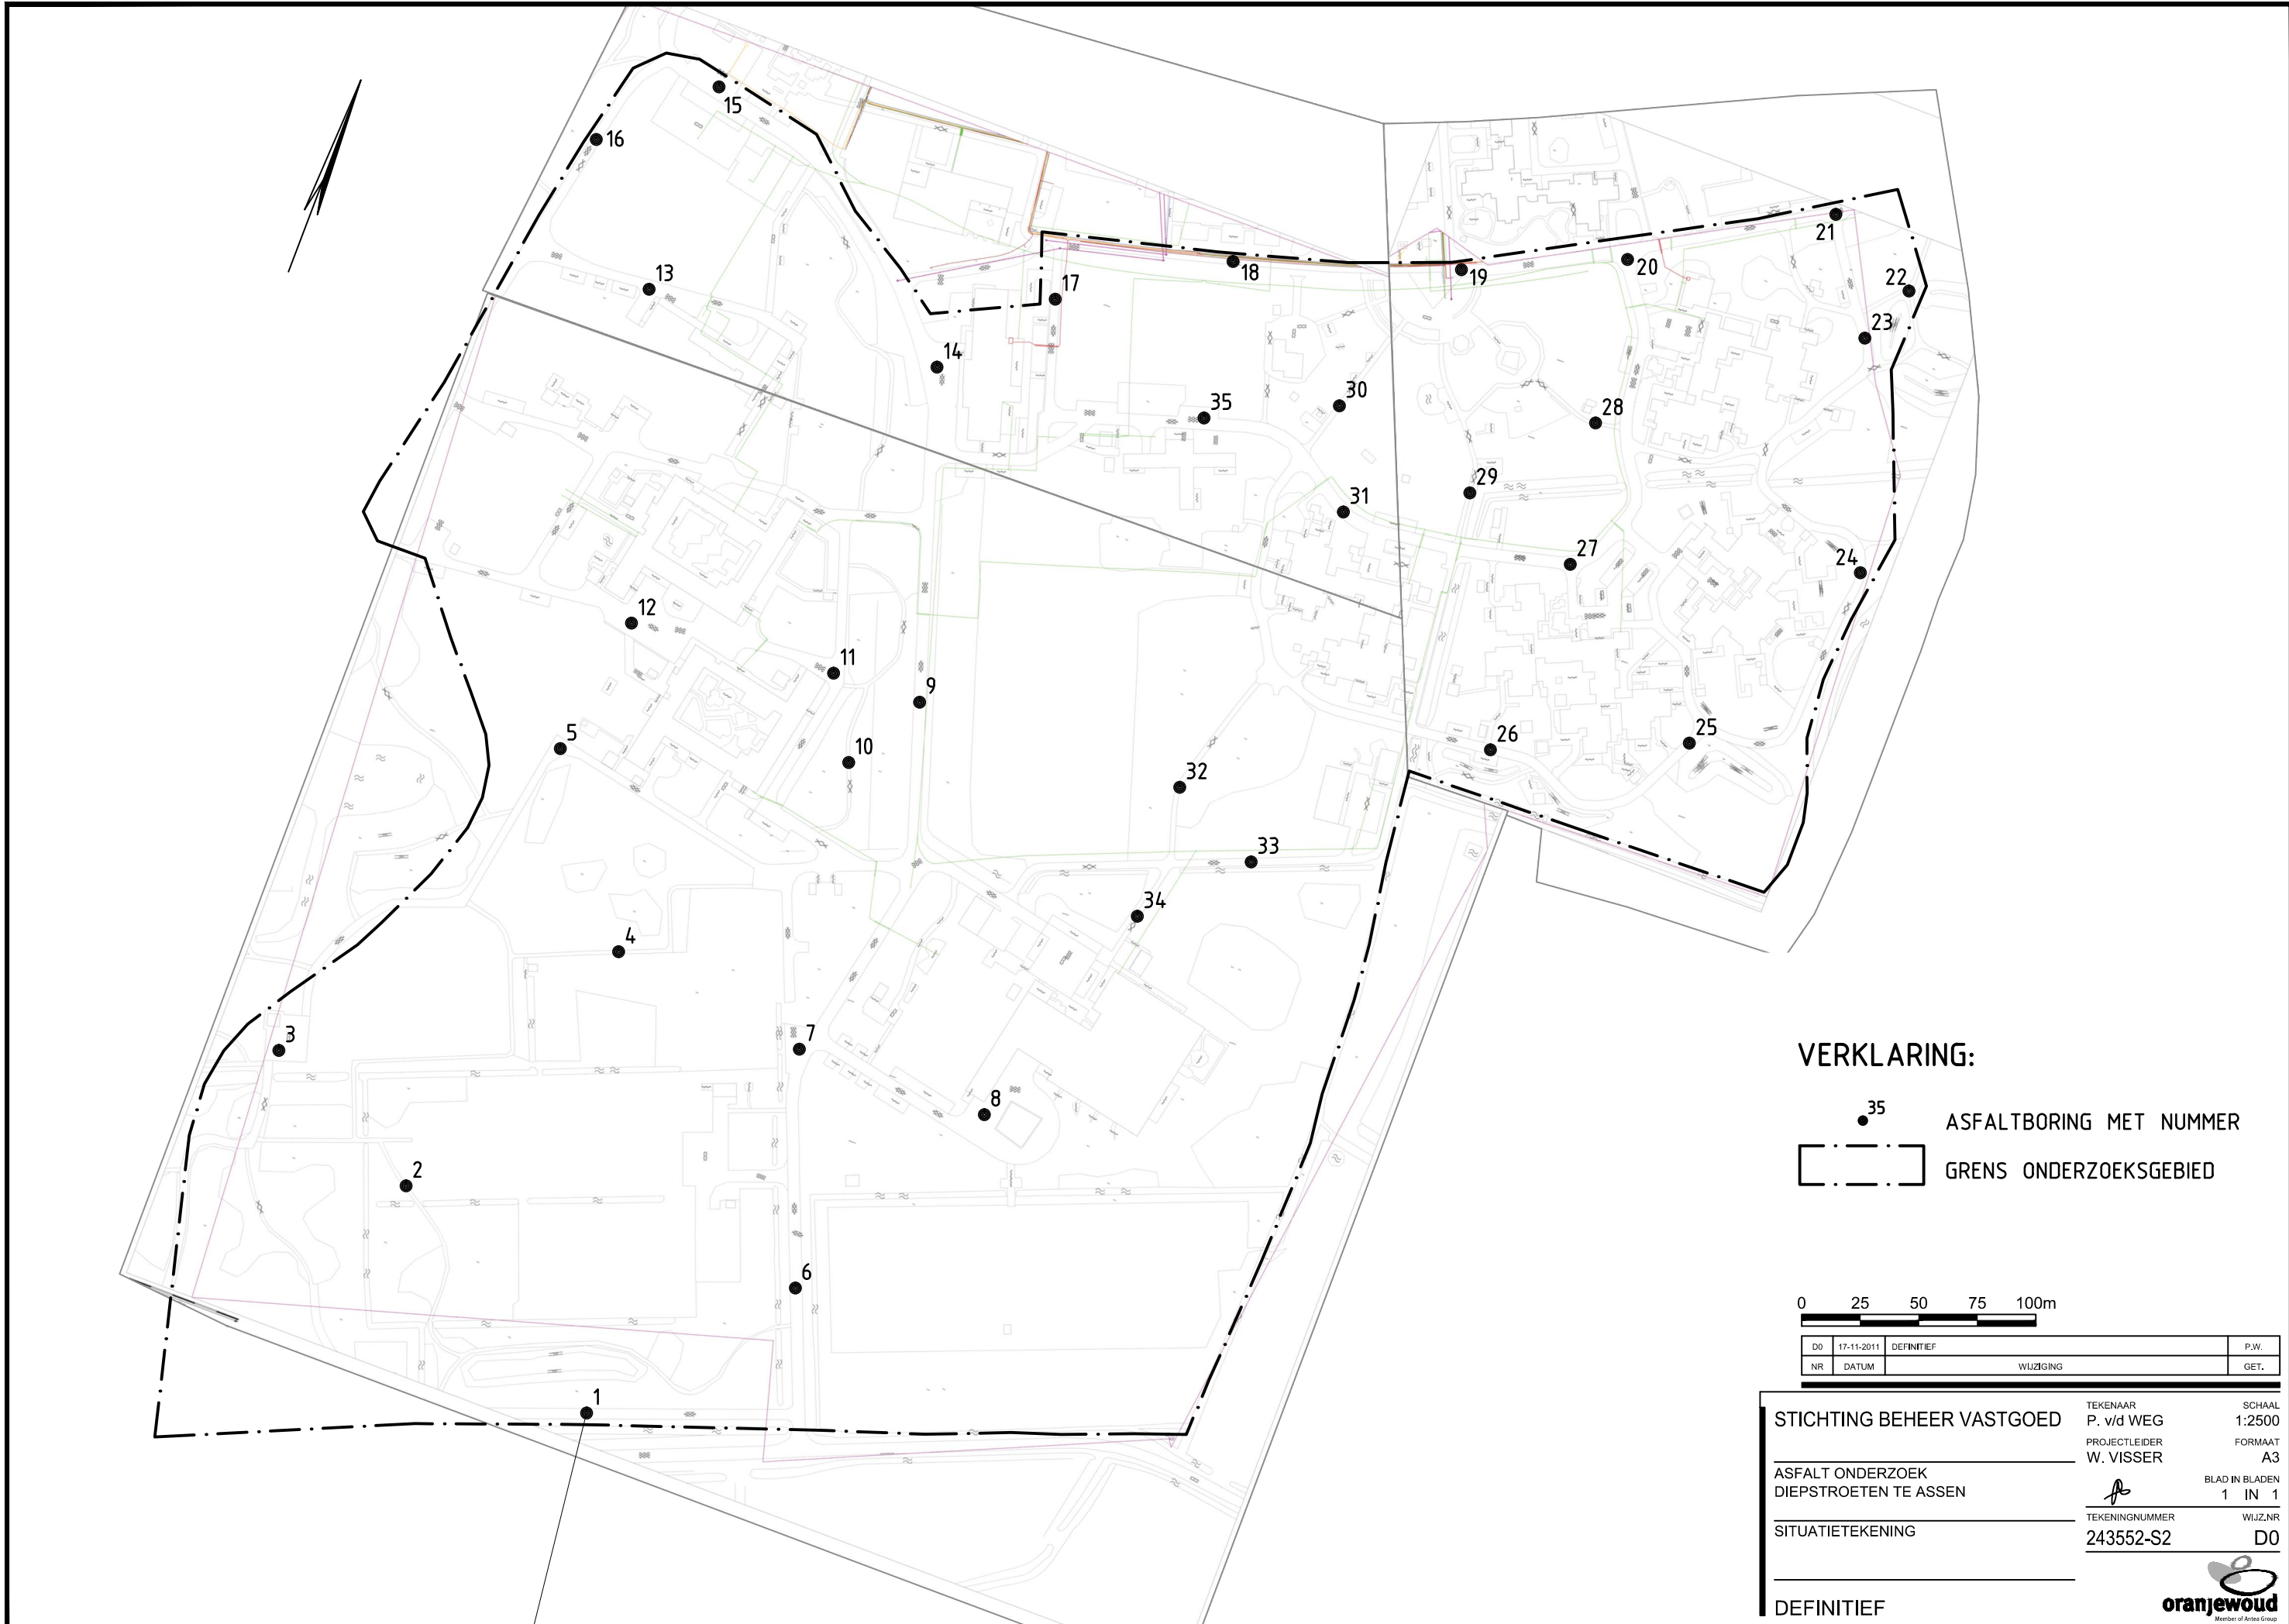 15
16
13
14
17
18
19
20
21
22
23
35
30
28
29
31
27
24
12
11
9
5
10
26
25
32
33
34
4
3
7
8
2
6
1
VERKLARING:
35
ASFALTBORING MET NUMMER
GRENS ONDERZOEKSGEBIED
0 25 50 75 100m
D0 17-11-2011 DEFINITIEF P.W.
NR DATUM WIJZIGING GET.
STICHTING BEHEER VASTGOED
ASFALT ONDERZOEK
DIEPSTROETEN TE ASSEN
SITUATIETEKENING
DEFINITIEF
TEKENAAR SCHAAL
P. v/d WEG 1:2500
PROJECTLEIDER FORMAAT
W. VISSER A3
BLAD IN BLADEN
1 IN 1
TEKENINGNUMMER WIJZ.NR
243552-S2 D0
oranjewoud
Member of Antea Group